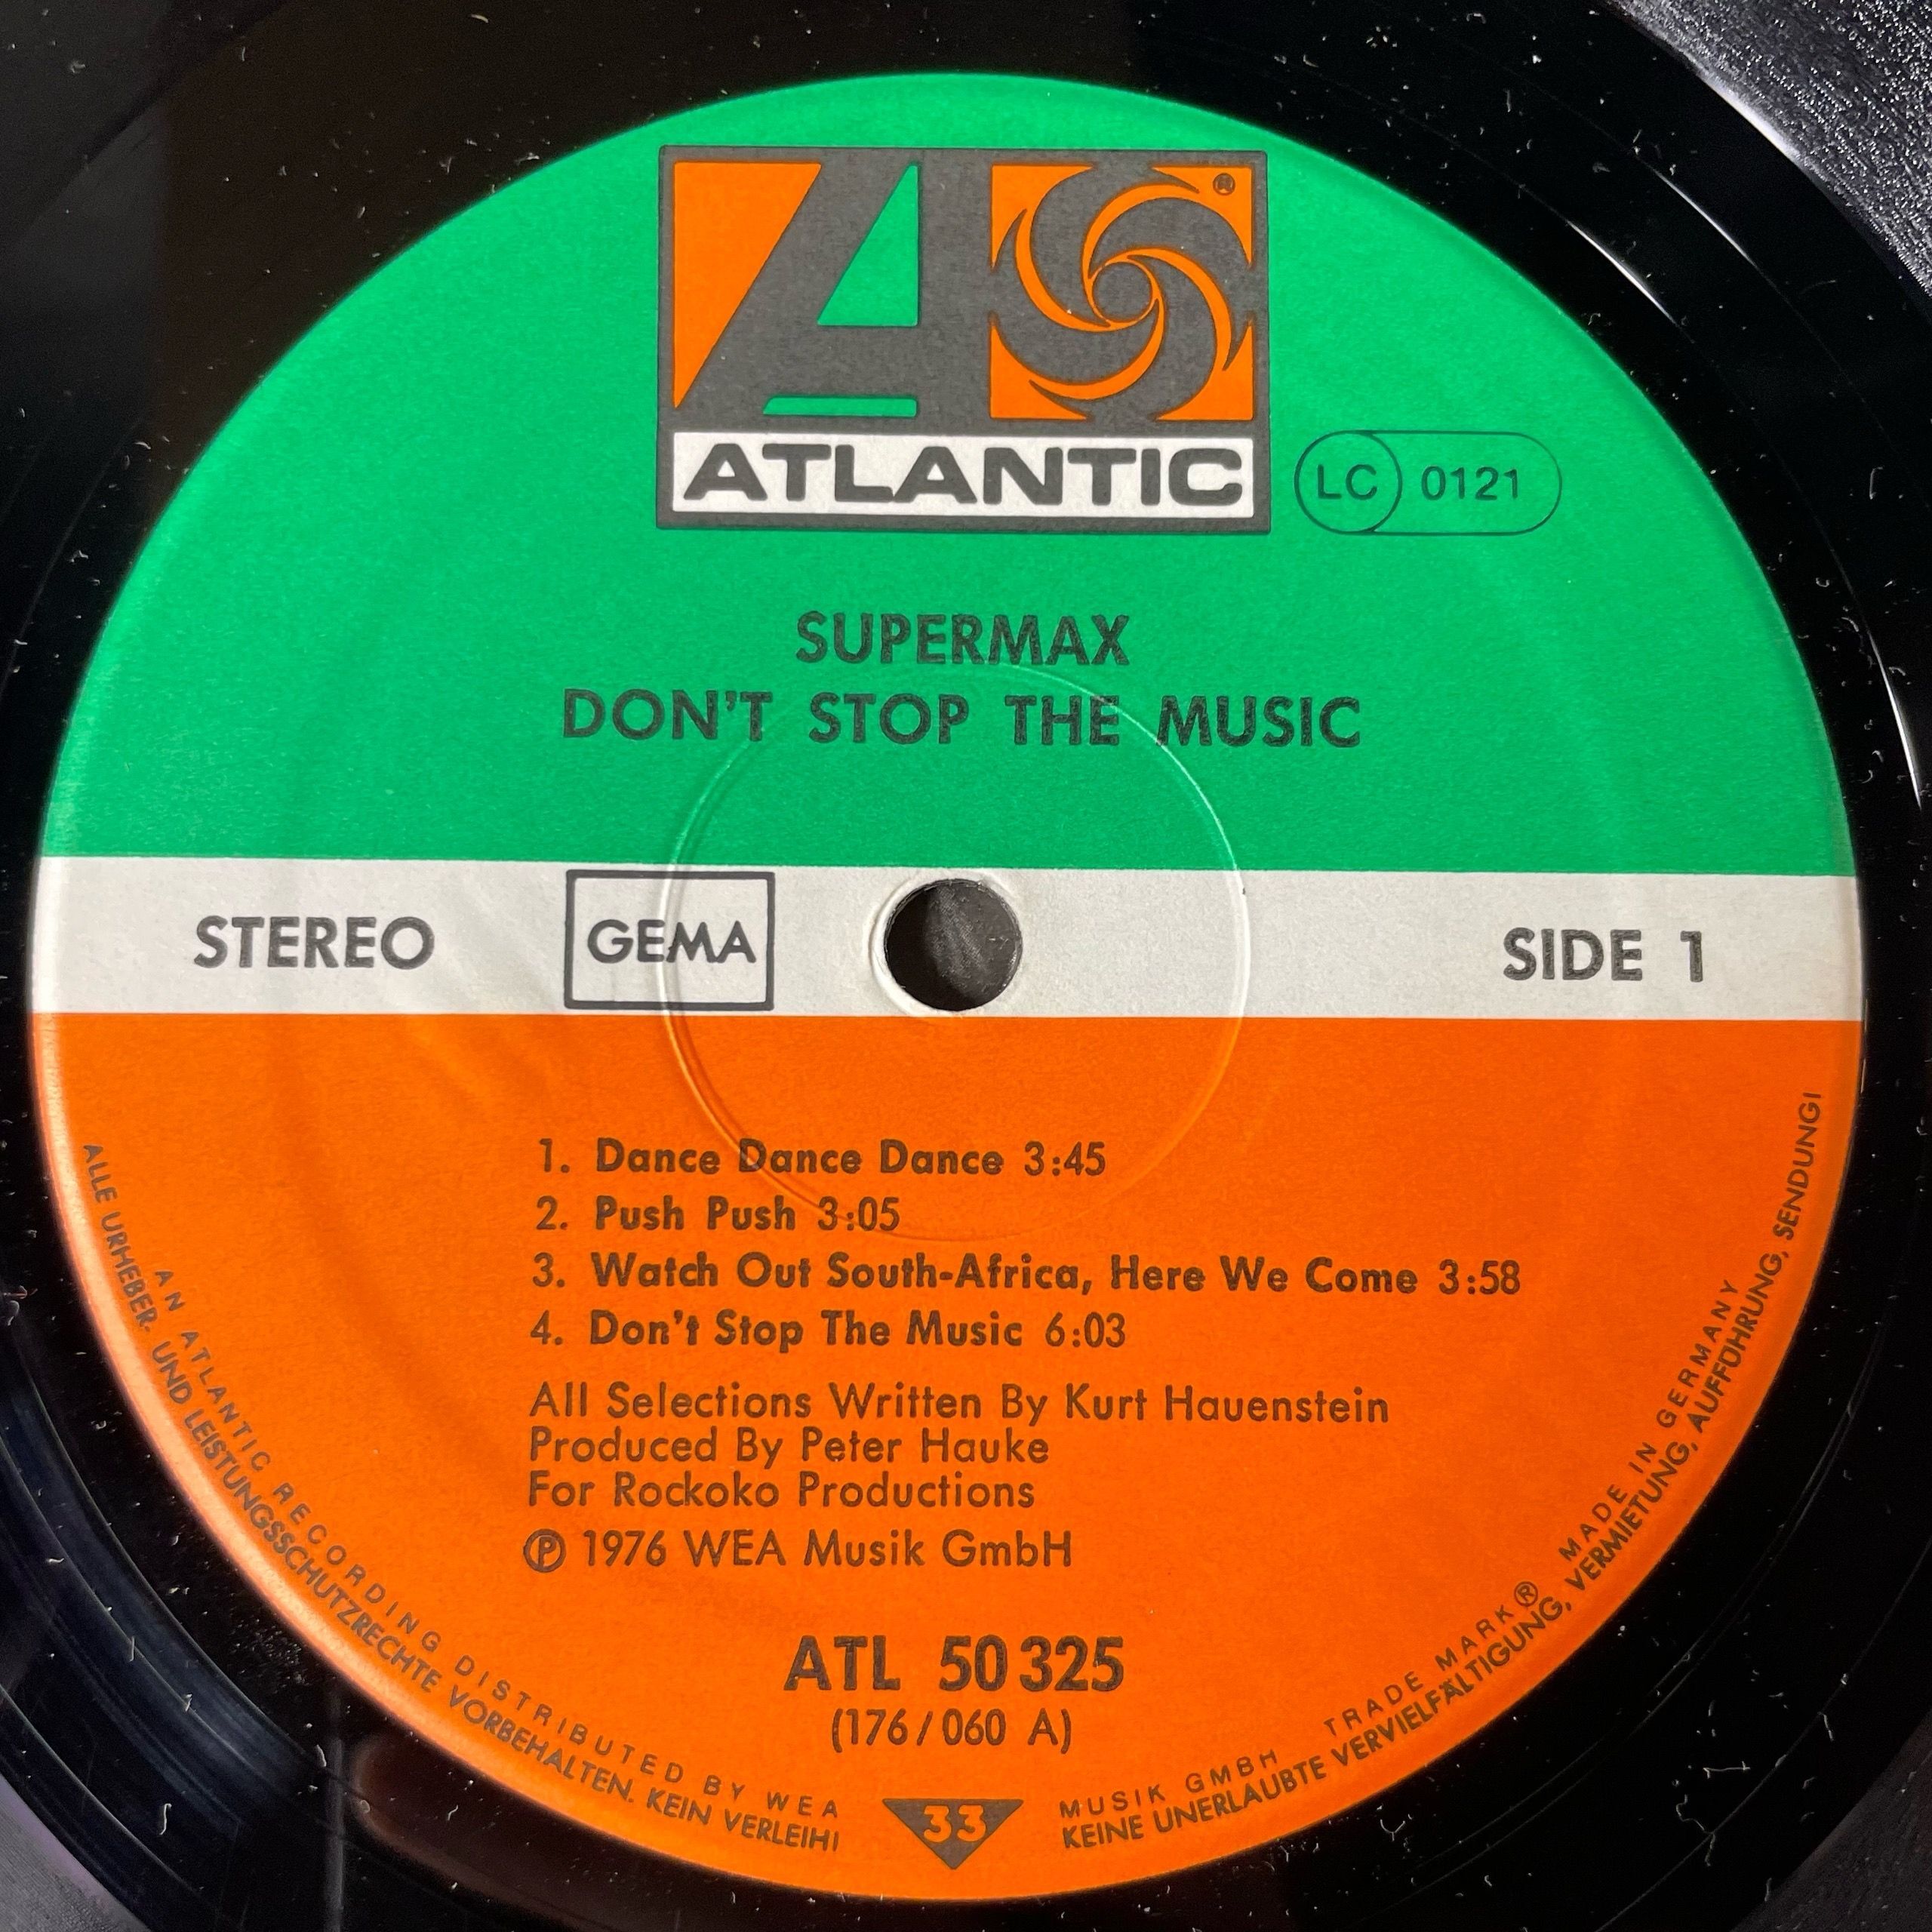 ®
ATLANTIC
LC 0121
SUPERMAX
DON'T STOP THE MUSIC
STEREO GEMA SIDE 1
1. Dance Dance Dance 3:45
2. Push Push 3:05
3. Watch Out South-Africa, Here We Come 3:58
4. Don't Stop The Music 6:03
All Selections Written By Kurt Hauenstein
Produced By Peter Hauke
For Rockoko Productions
℗ 1976 WEA Musik GmbH
ATL 50 325
(176/060 A)
33
AN ATLANTIC RECORDING DISTRIBUTED BY WEA MUSIK GMBH TRADE MARK® MADE IN GERMANY
ALLE URHEBER- UND LEISTUNGSSCHUTZRECHTE VORBEHALTEN. KEIN VERLEIH! KEINE UNERLAUBTE VERVIELFÄLTIGUNG, VERMIETUNG, AUFFÜHRUNG, SENDUNG!